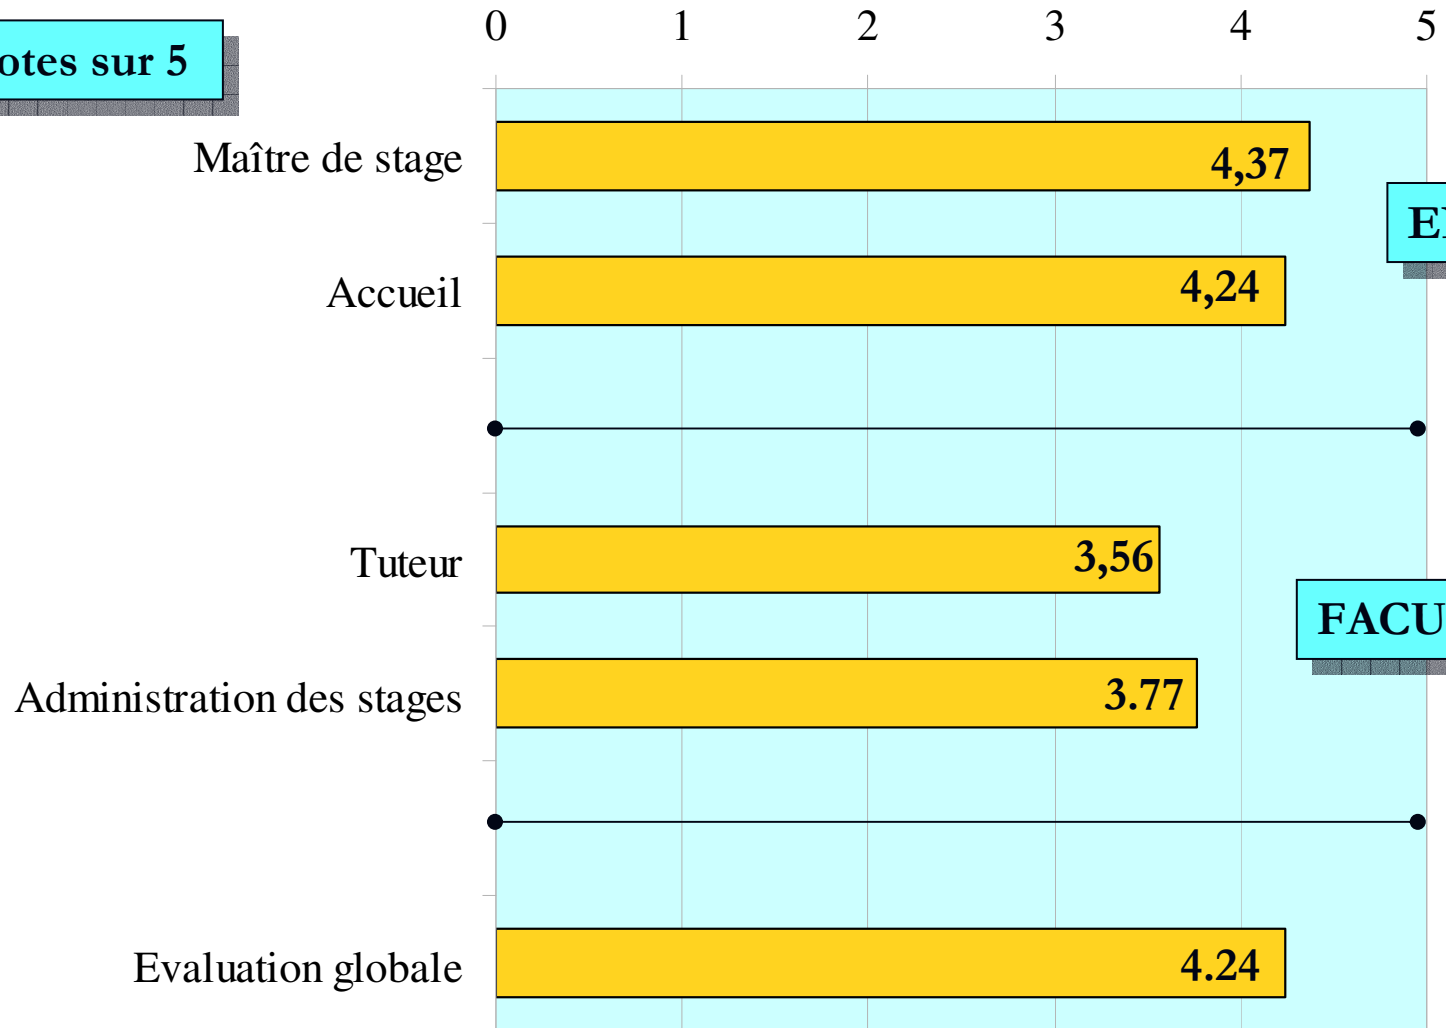 0 1 2 3 4 5
otes sur 5
Maître de stage 4,37
Accueil 4,24
Tuteur 3,56
FACU
Administration des stages 3.77
Evaluation globale 4.24